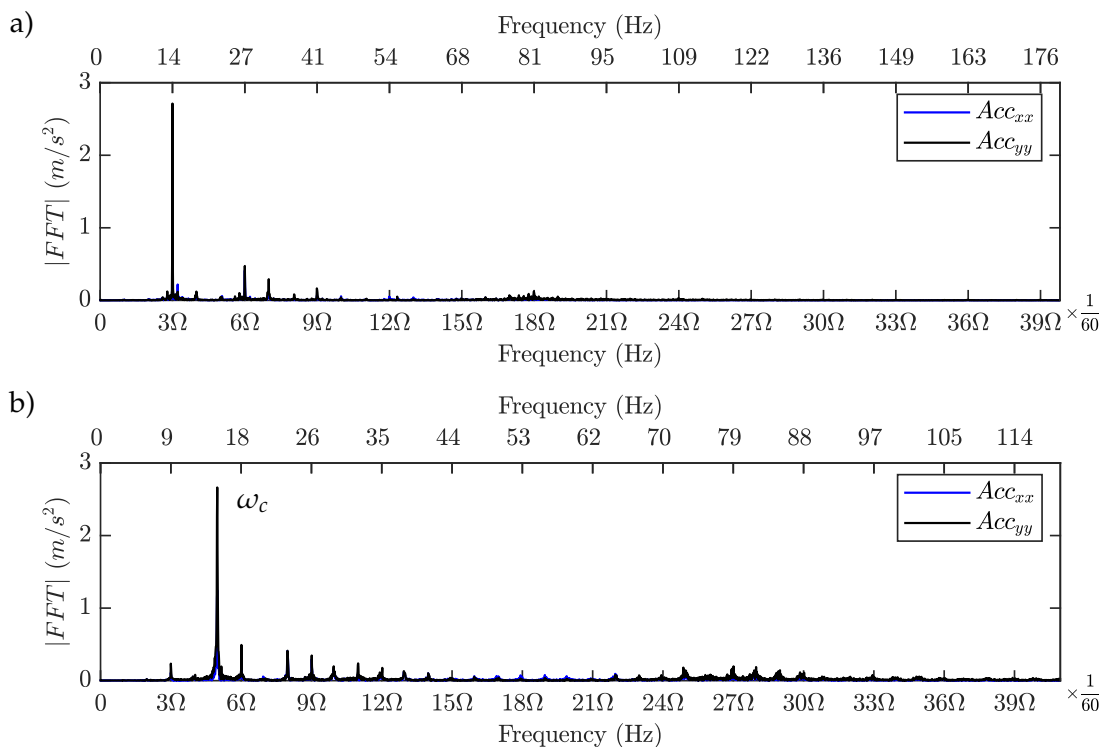 a)
Frequency (Hz)
0 14 27 41 54 68 81 95 109 122 136 149 163 176
3
2
1
0
|FFT| (m/s²)
Acc_xx
Acc_yy
0 3Ω 6Ω 9Ω 12Ω 15Ω 18Ω 21Ω 24Ω 27Ω 30Ω 33Ω 36Ω 39Ω ×1/60
Frequency (Hz)
b)
Frequency (Hz)
0 9 18 26 35 44 53 62 70 79 88 97 105 114
3
2
1
0
|FFT| (m/s²)
ω_c
Acc_xx
Acc_yy
0 3Ω 6Ω 9Ω 12Ω 15Ω 18Ω 21Ω 24Ω 27Ω 30Ω 33Ω 36Ω 39Ω ×1/60
Frequency (Hz)